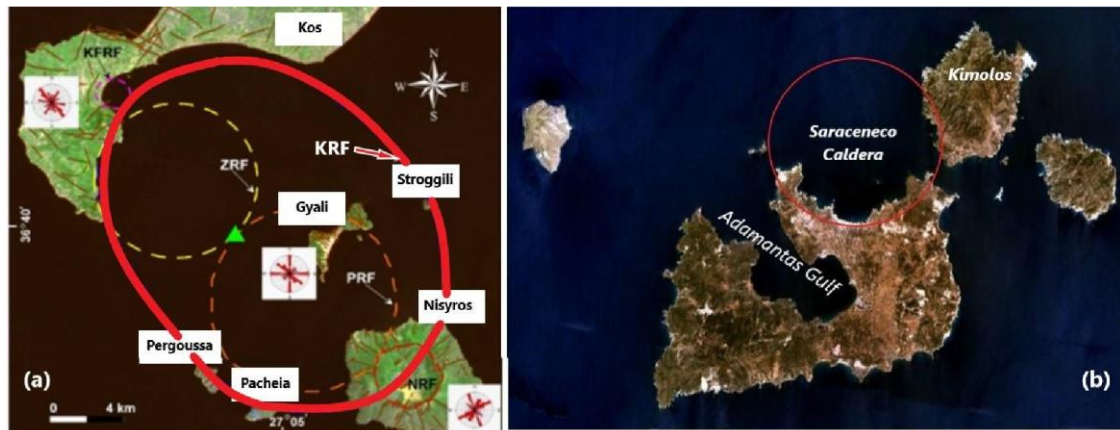 Kos
KFRF
N
W E
S
KRF
ZRF
Stroggili
Gyali
36°40'
PRF
Nisyros
Pergoussa
(a)
Pacheia
NRF
0 4 km
27°05'
Kimolos
Saraceneco
Caldera
Adamantas Gulf
(b)